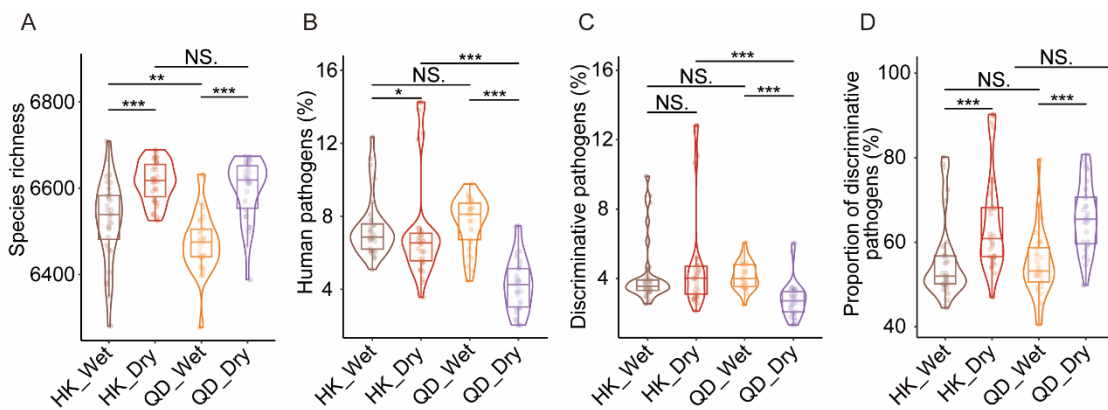 A
Species richness
6800
6600
6400
NS.
**
***
***
HK_Wet
HK_Dry
QD_Wet
QD_Dry
B
Human pathogens (%)
16
12
8
4
***
NS.
*
***
HK_Wet
HK_Dry
QD_Wet
QD_Dry
C
Discriminative pathogens (%)
16
12
8
4
***
NS.
NS.
***
HK_Wet
HK_Dry
QD_Wet
QD_Dry
D
Proportion of discriminative
pathogens (%)
100
80
60
40
NS.
NS.
***
***
HK_Wet
HK_Dry
QD_Wet
QD_Dry